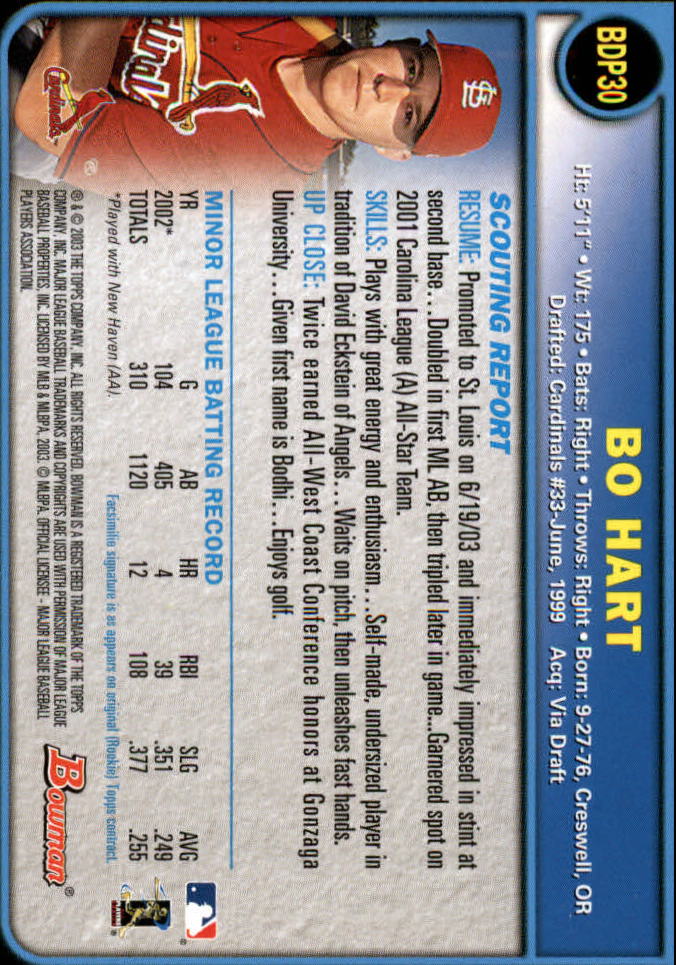 BDP30
BO HART
Ht: 5'11" • Wt: 175 • Bats: Right • Throws: Right • Born: 9-27-76, Creswell, OR
Drafted: Cardinals #33-June, 1999 Acq: Via Draft
SCOUTING REPORT
RESUME: Promoted to St. Louis on 6/19/03 and immediately impressed in stint at
second base...Doubled in first ML AB, then tripled later in game...Garnered spot on
2001 Carolina League (A) All-Star Team.
SKILLS: Plays with great energy and enthusiasm...Self-made, undersized player in
tradition of David Eckstein of Angels...Waits on pitch, then unleashes fast hands.
UP CLOSE: Twice earned All-West Coast Conference honors at Gonzaga
University...Given first name is Bodhi...Enjoys golf.
MINOR LEAGUE BATTING RECORD
YR G AB HR RBI SLG AVG
2002* 104 405 4 39 .351 .249
TOTALS 310 1120 12 108 .377 .255
*Played with New Haven (AA).
Facsimile signature is as appears on original (Rookie) Topps contract.
® & © 2003 THE TOPPS COMPANY, INC. ALL RIGHTS RESERVED. BOWMAN IS A REGISTERED TRADEMARK OF THE TOPPS
COMPANY, INC. MAJOR LEAGUE BASEBALL TRADEMARKS AND COPYRIGHTS ARE USED WITH PERMISSION OF MAJOR LEAGUE
BASEBALL PROPERTIES, INC. LICENSED BY MLB & MLBPA, 2003. © MLBPA. OFFICIAL LICENSEE - MAJOR LEAGUE BASEBALL
PLAYERS ASSOCIATION.
Bowman®
Cardinals
StL